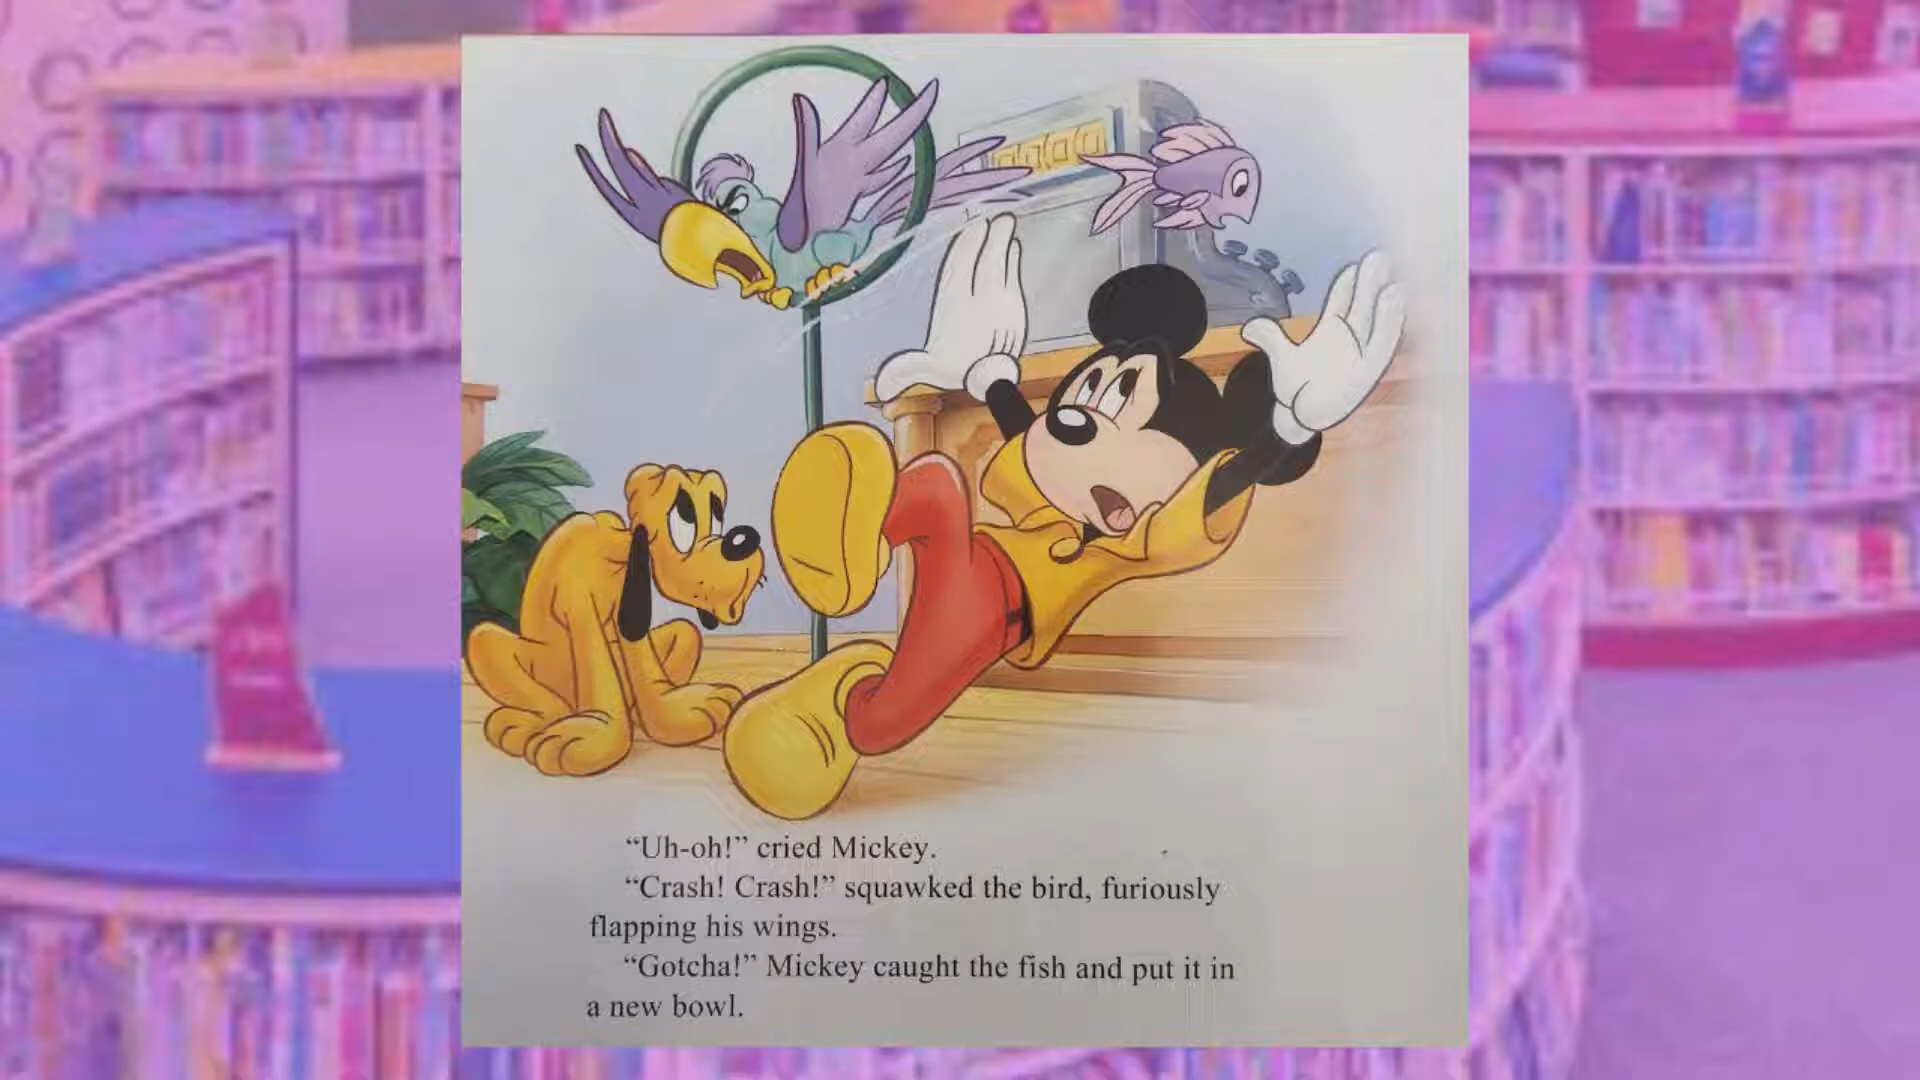 “Uh-oh!” cried Mickey.
“Crash! Crash!” squawked the bird, furiously
flapping his wings.
“Gotcha!” Mickey caught the fish and put it in
a new bowl.